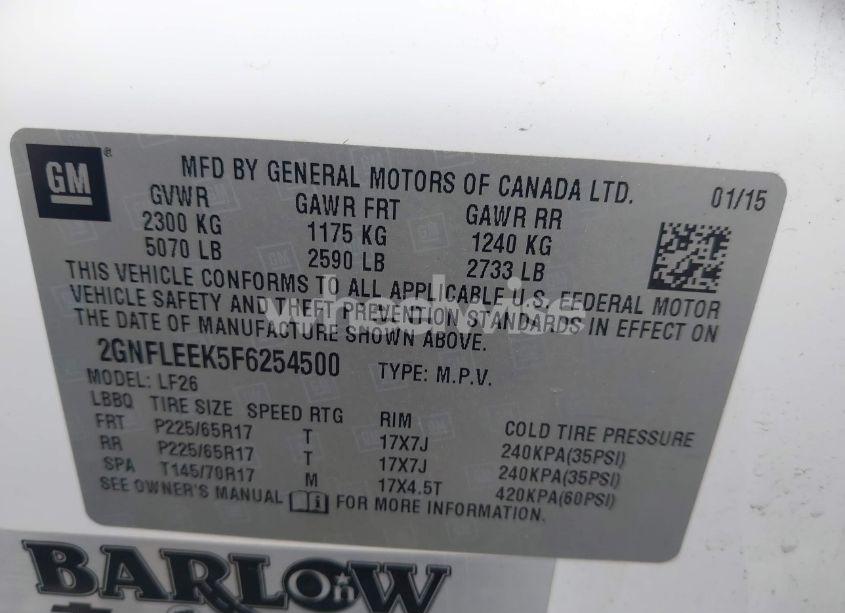 GM®
MFD BY GENERAL MOTORS OF CANADA LTD. 01/15
GVWR GAWR FRT GAWR RR
2300 KG 1175 KG 1240 KG
5070 LB 2590 LB 2733 LB
THIS VEHICLE CONFORMS TO ALL APPLICABLE U.S. FEDERAL MOTOR
VEHICLE SAFETY AND THEFT PREVENTION STANDARDS IN EFFECT ON
THE DATE OF MANUFACTURE SHOWN ABOVE.
2GNFLEEK5F6254500 TYPE: M.P.V.
MODEL: LF26
LBBQ TIRE SIZE SPEED RTG RIM COLD TIRE PRESSURE
FRT P225/65R17 T 17X7J 240KPA(35PSI)
RR P225/65R17 T 17X7J 240KPA(35PSI)
SPA T145/70R17 M 17X4.5T 420KPA(60PSI)
SEE OWNER'S MANUAL FOR MORE INFORMATION.
BARLOW
on